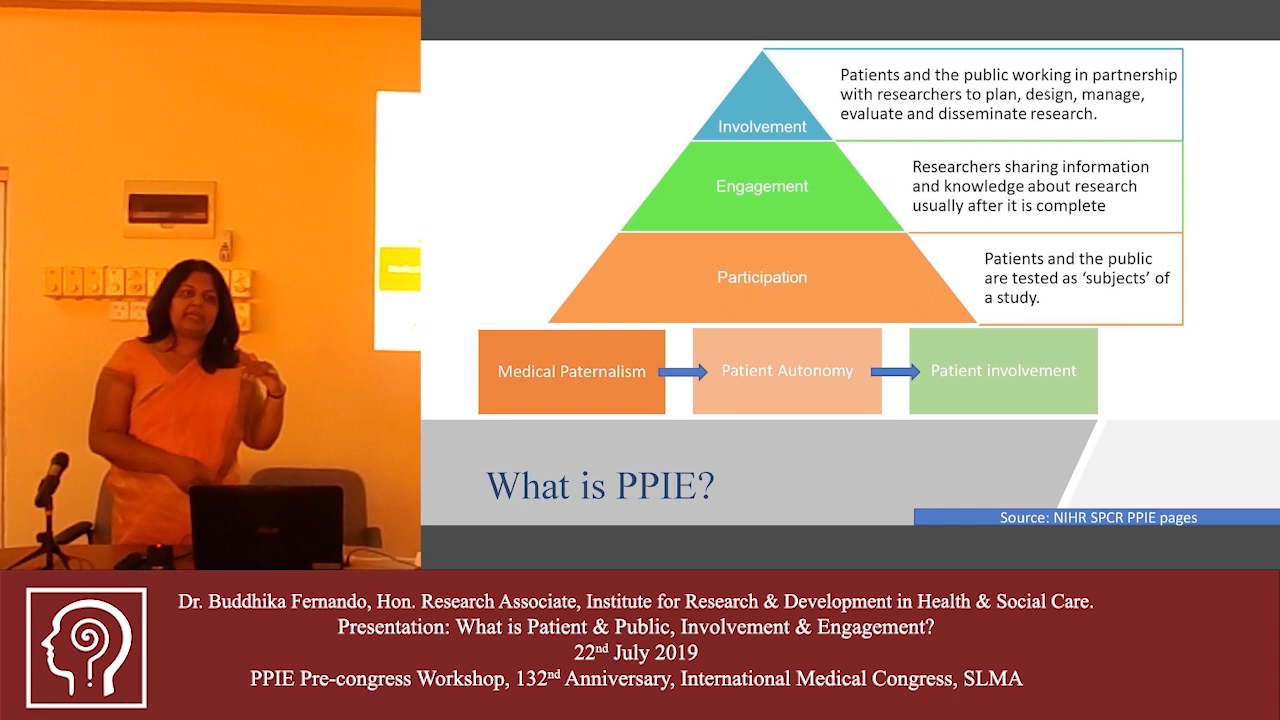 Involvement
Patients and the public working in partnership
with researchers to plan, design, manage,
evaluate and disseminate research.
Engagement
Researchers sharing information
and knowledge about research
usually after it is complete
Participation
Patients and the public
are tested as ‘subjects’ of
a study.
Medical Paternalism
Patient Autonomy
Patient involvement
What is PPIE?
Source: NIHR SPCR PPIE pages
Dr. Buddhika Fernando, Hon. Research Associate, Institute for Research & Development in Health & Social Care.
Presentation: What is Patient & Public, Involvement & Engagement?
22nd July 2019
PPIE Pre-congress Workshop, 132nd Anniversary, International Medical Congress, SLMA